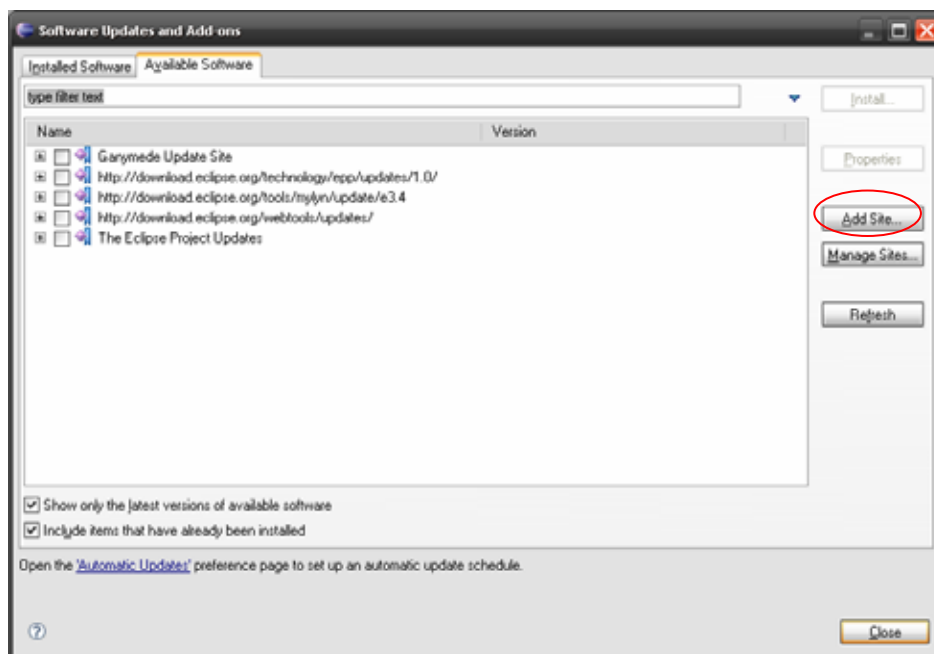 Software Updates and Add-ons
Installed Software
Available Software
type filter text
Install...
Name
Version
Ganymede Update Site
http://download.eclipse.org/technology/epp/updates/1.0/
http://download.eclipse.org/tools/mylyn/update/e3.4
http://download.eclipse.org/webtools/updates/
The Eclipse Project Updates
Properties
Add Site...
Manage Sites...
Refresh
Show only the latest versions of available software
Include items that have already been installed
Open the 'Automatic Updates' preference page to set up an automatic update schedule.
Close